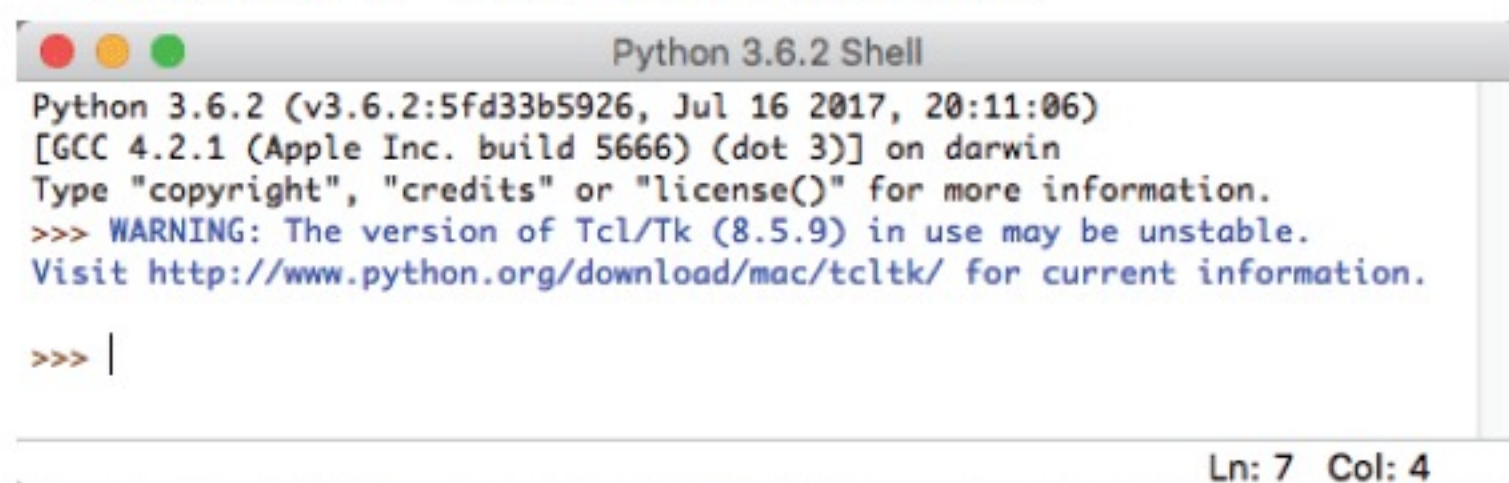 Python 3.6.2 Shell
Python 3.6.2 (v3.6.2:5fd33b5926, Jul 16 2017, 20:11:06)
[GCC 4.2.1 (Apple Inc. build 5666) (dot 3)] on darwin
Type "copyright", "credits" or "license()" for more information.
>>> WARNING: The version of Tcl/Tk (8.5.9) in use may be unstable.
Visit http://www.python.org/download/mac/tcltk/ for current information.
>>>
Ln: 7 Col: 4